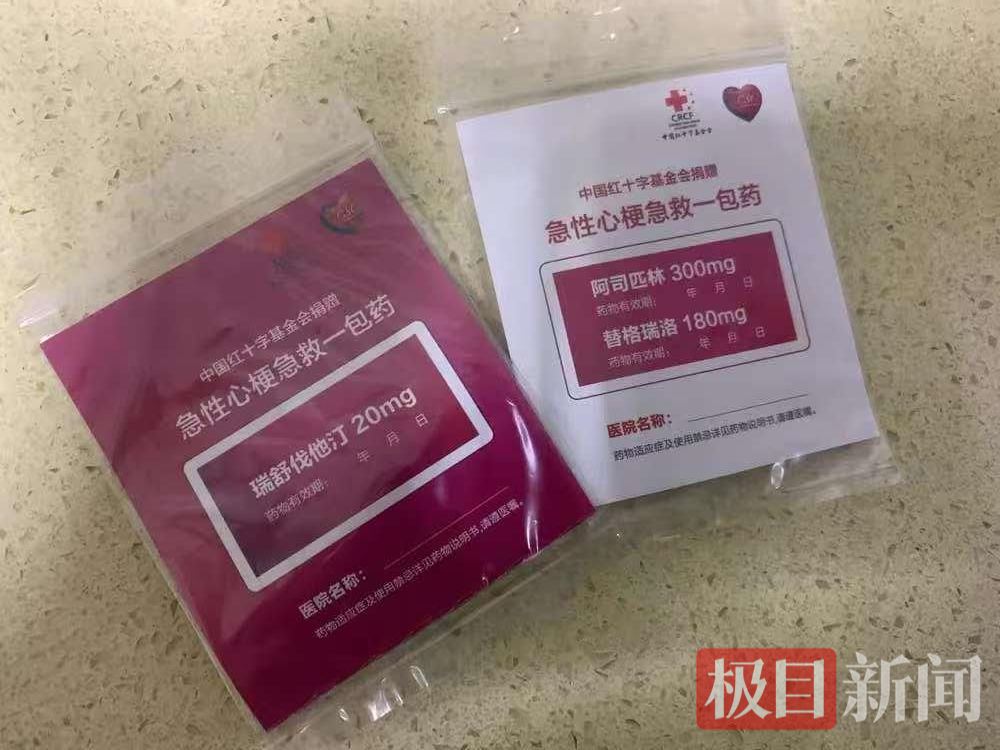 中国红十字基金会捐赠
急性心梗急救一包药
瑞舒伐他汀 20mg
药物有效期： 年 月 日
医院名称：
药物适应症及使用禁忌详见药物说明书,请遵医嘱。
CRCF
中国红十字基金会
中国红十字基金会捐赠
急性心梗急救一包药
阿司匹林 300mg
药物有效期： 年 月 日
替格瑞洛 180mg
药物有效期： 年 月 日
医院名称：
药物适应症及使用禁忌详见药物说明书,请遵医嘱。
极目新闻